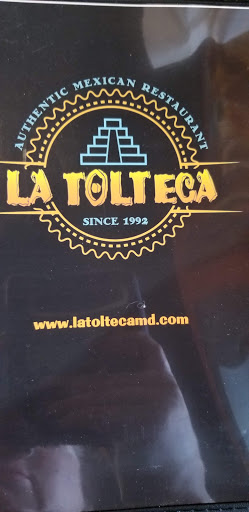 AUTHENTIC MEXICAN RESTAURANT
LA TOLTECA
SINCE 1992
www.latoltecamd.com